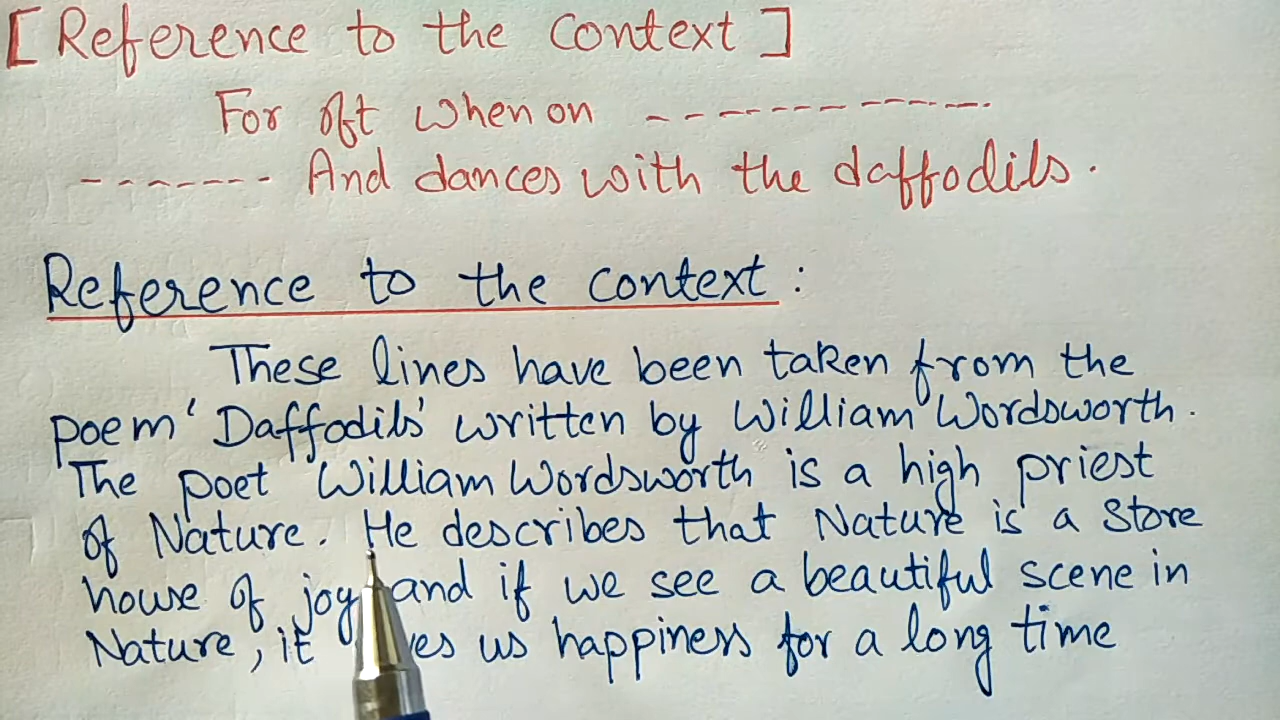 [Reference to the Context]
For oft when on --------------
------- And dances with the daffodils.
Reference to the context :
These lines have been taken from the
poem 'Daffodils' written by William Wordsworth.
The poet William Wordsworth is a high priest
of Nature. He describes that Nature is a Store
house of joy and if we see a beautiful scene in
Nature, it us happiness for a long time